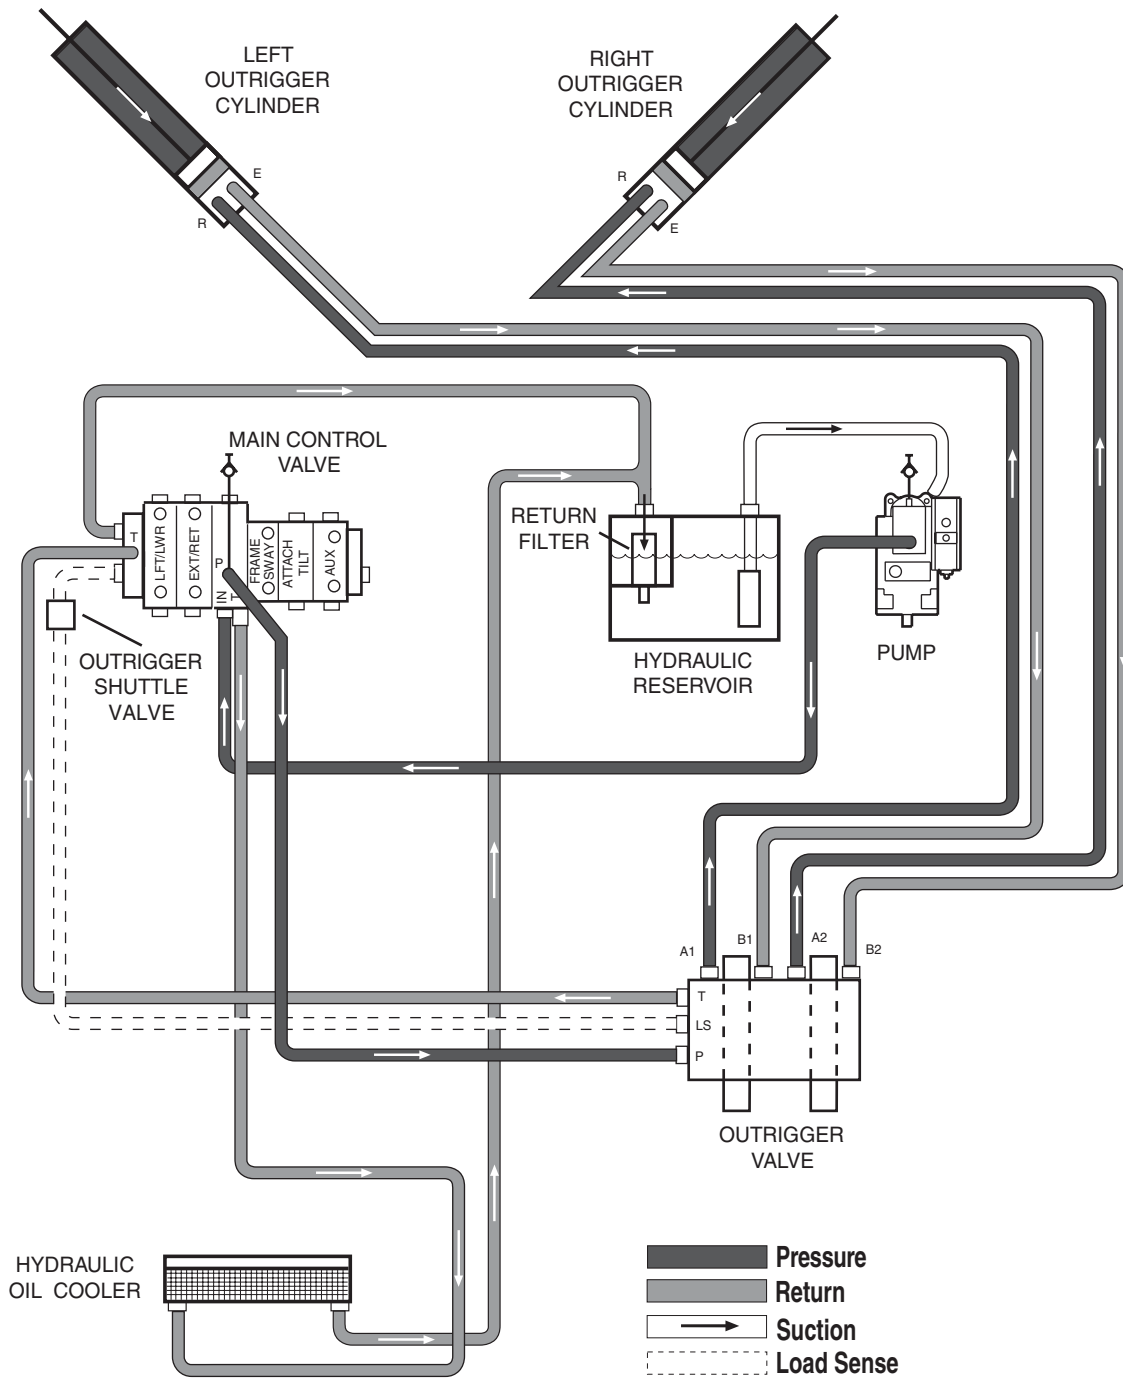 LEFT
OUTRIGGER
CYLINDER
RIGHT
OUTRIGGER
CYLINDER
E
R
R
E
MAIN CONTROL
VALVE
T
LFT/LWR
EXT/RET
P
IN
T
FRAME
SWAY
ATTACH
TILT
AUX
RETURN
FILTER
OUTRIGGER
SHUTTLE
VALVE
HYDRAULIC
RESERVOIR
PUMP
A1
B1
A2
B2
T
LS
P
OUTRIGGER
VALVE
HYDRAULIC
OIL COOLER
Pressure
Return
Suction
Load Sense